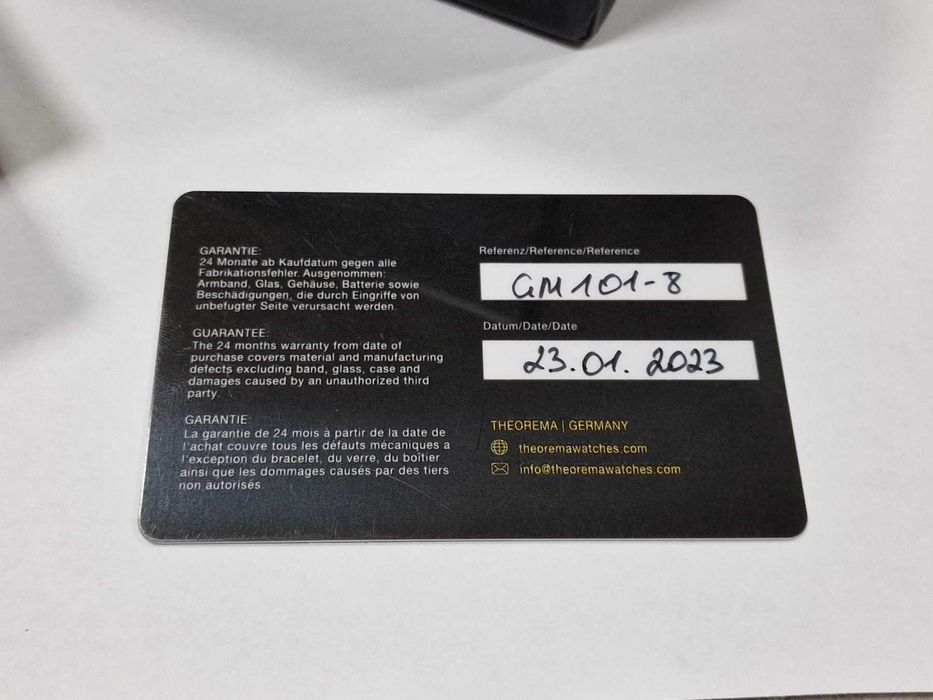 GARANTIE:
24 Monate ab Kaufdatum gegen alle
Fabrikationsfehler. Ausgenommen:
Armband, Glas, Gehäuse, Batterie sowie
Beschädigungen, die durch Eingriffe von
unbefugter Seite verursacht werden.
GUARANTEE:
The 24 months warranty from date of
purchase covers material and manufacturing
defects excluding band, glass, case and
damages caused by an unauthorized third
party.
GARANTIE:
La garantie de 24 mois à partir de la date de
l'achat couvre tous les défauts mécaniques a
l'exception du bracelet, du verre, du boîtier
ainsi que les dommages causés par des tiers
non autorisés.
Referenz/Reference/Reference
GM101-8
Datum/Date/Date
23.01.2023
THEOREMA | GERMANY
theoremawatches.com
info@theoremawatches.com